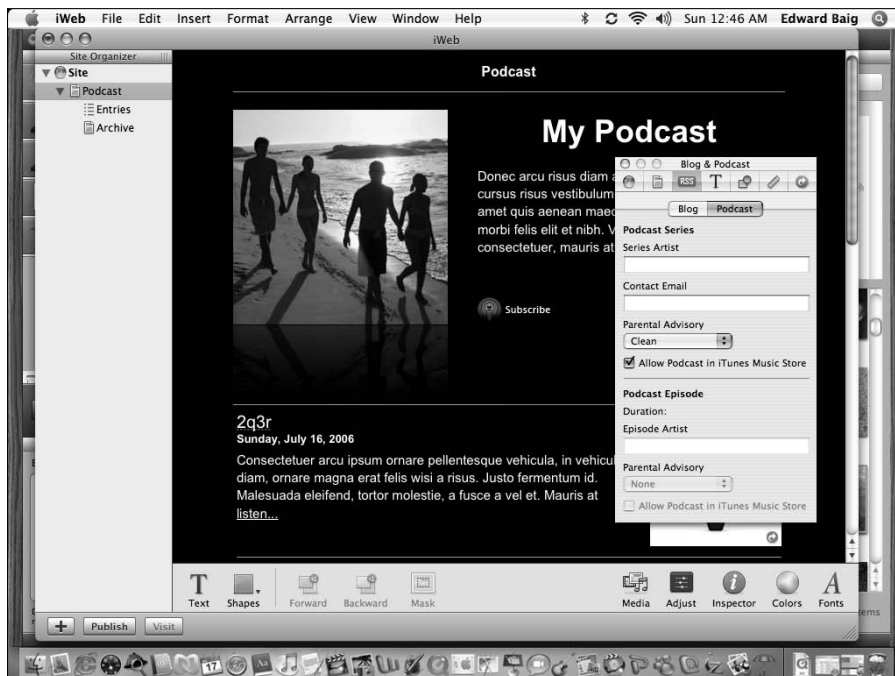 iWeb File Edit Insert Format Arrange View Window Help Sun 12:46 AM Edward Baig
iWeb
Site Organizer
Site
Podcast
Entries
Archive
Podcast
My Podcast
Donec arcu risus diam a
cursus risus vestibulum
amet quis aenean maec
morbi felis elit et nibh. V
consectetuer, mauris at
Subscribe
2q3r
Sunday, July 16, 2006
Consectetuer arcu ipsum ornare pellentesque vehicula, in vehicul
diam, ornare magna erat felis wisi a risus. Justo fermentum id.
Malesuada eleifend, tortor molestie, a fusce a vel et. Mauris at
listen...
Blog & Podcast
RSS T
Blog Podcast
Podcast Series
Series Artist
Contact Email
Parental Advisory
Clean
Allow Podcast in iTunes Music Store
Podcast Episode
Duration:
Episode Artist
Parental Advisory
None
Allow Podcast in iTunes Music Store
Text Shapes Forward Backward Mask Media Adjust Inspector Colors Fonts
Publish Visit
17